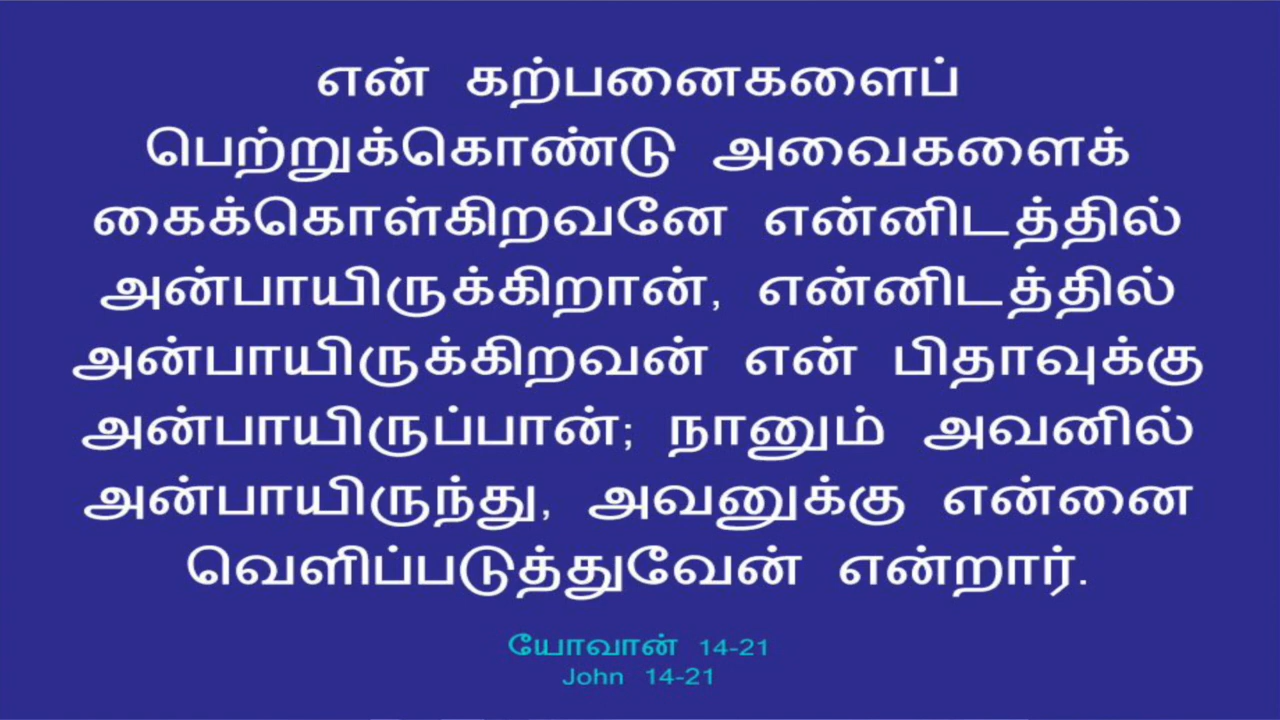 என் கற்பனைகளைப்
பெற்றுக்கொண்டு அவைகளைக்
கைக்கொள்கிறவனே என்னிடத்தில்
அன்பாயிருக்கிறான், என்னிடத்தில்
அன்பாயிருக்கிறவன் என் பிதாவுக்கு
அன்பாயிருப்பான்; நானும் அவனில்
அன்பாயிருந்து, அவனுக்கு என்னை
வெளிப்படுத்துவேன் என்றார்.
யோவான் 14-21
John 14-21